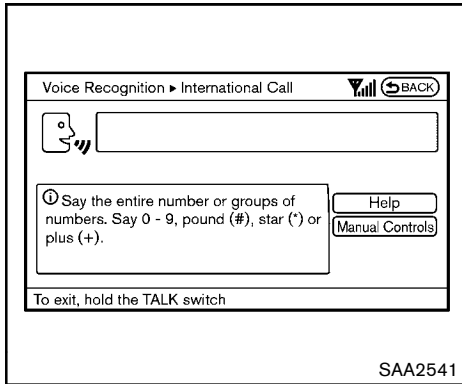 Voice Recognition ▸ International Call
BACK
ⓘ Say the entire number or groups of
numbers. Say 0 - 9, pound (#), star (*) or
plus (+).
Help
Manual Controls
To exit, hold the TALK switch
SAA2541